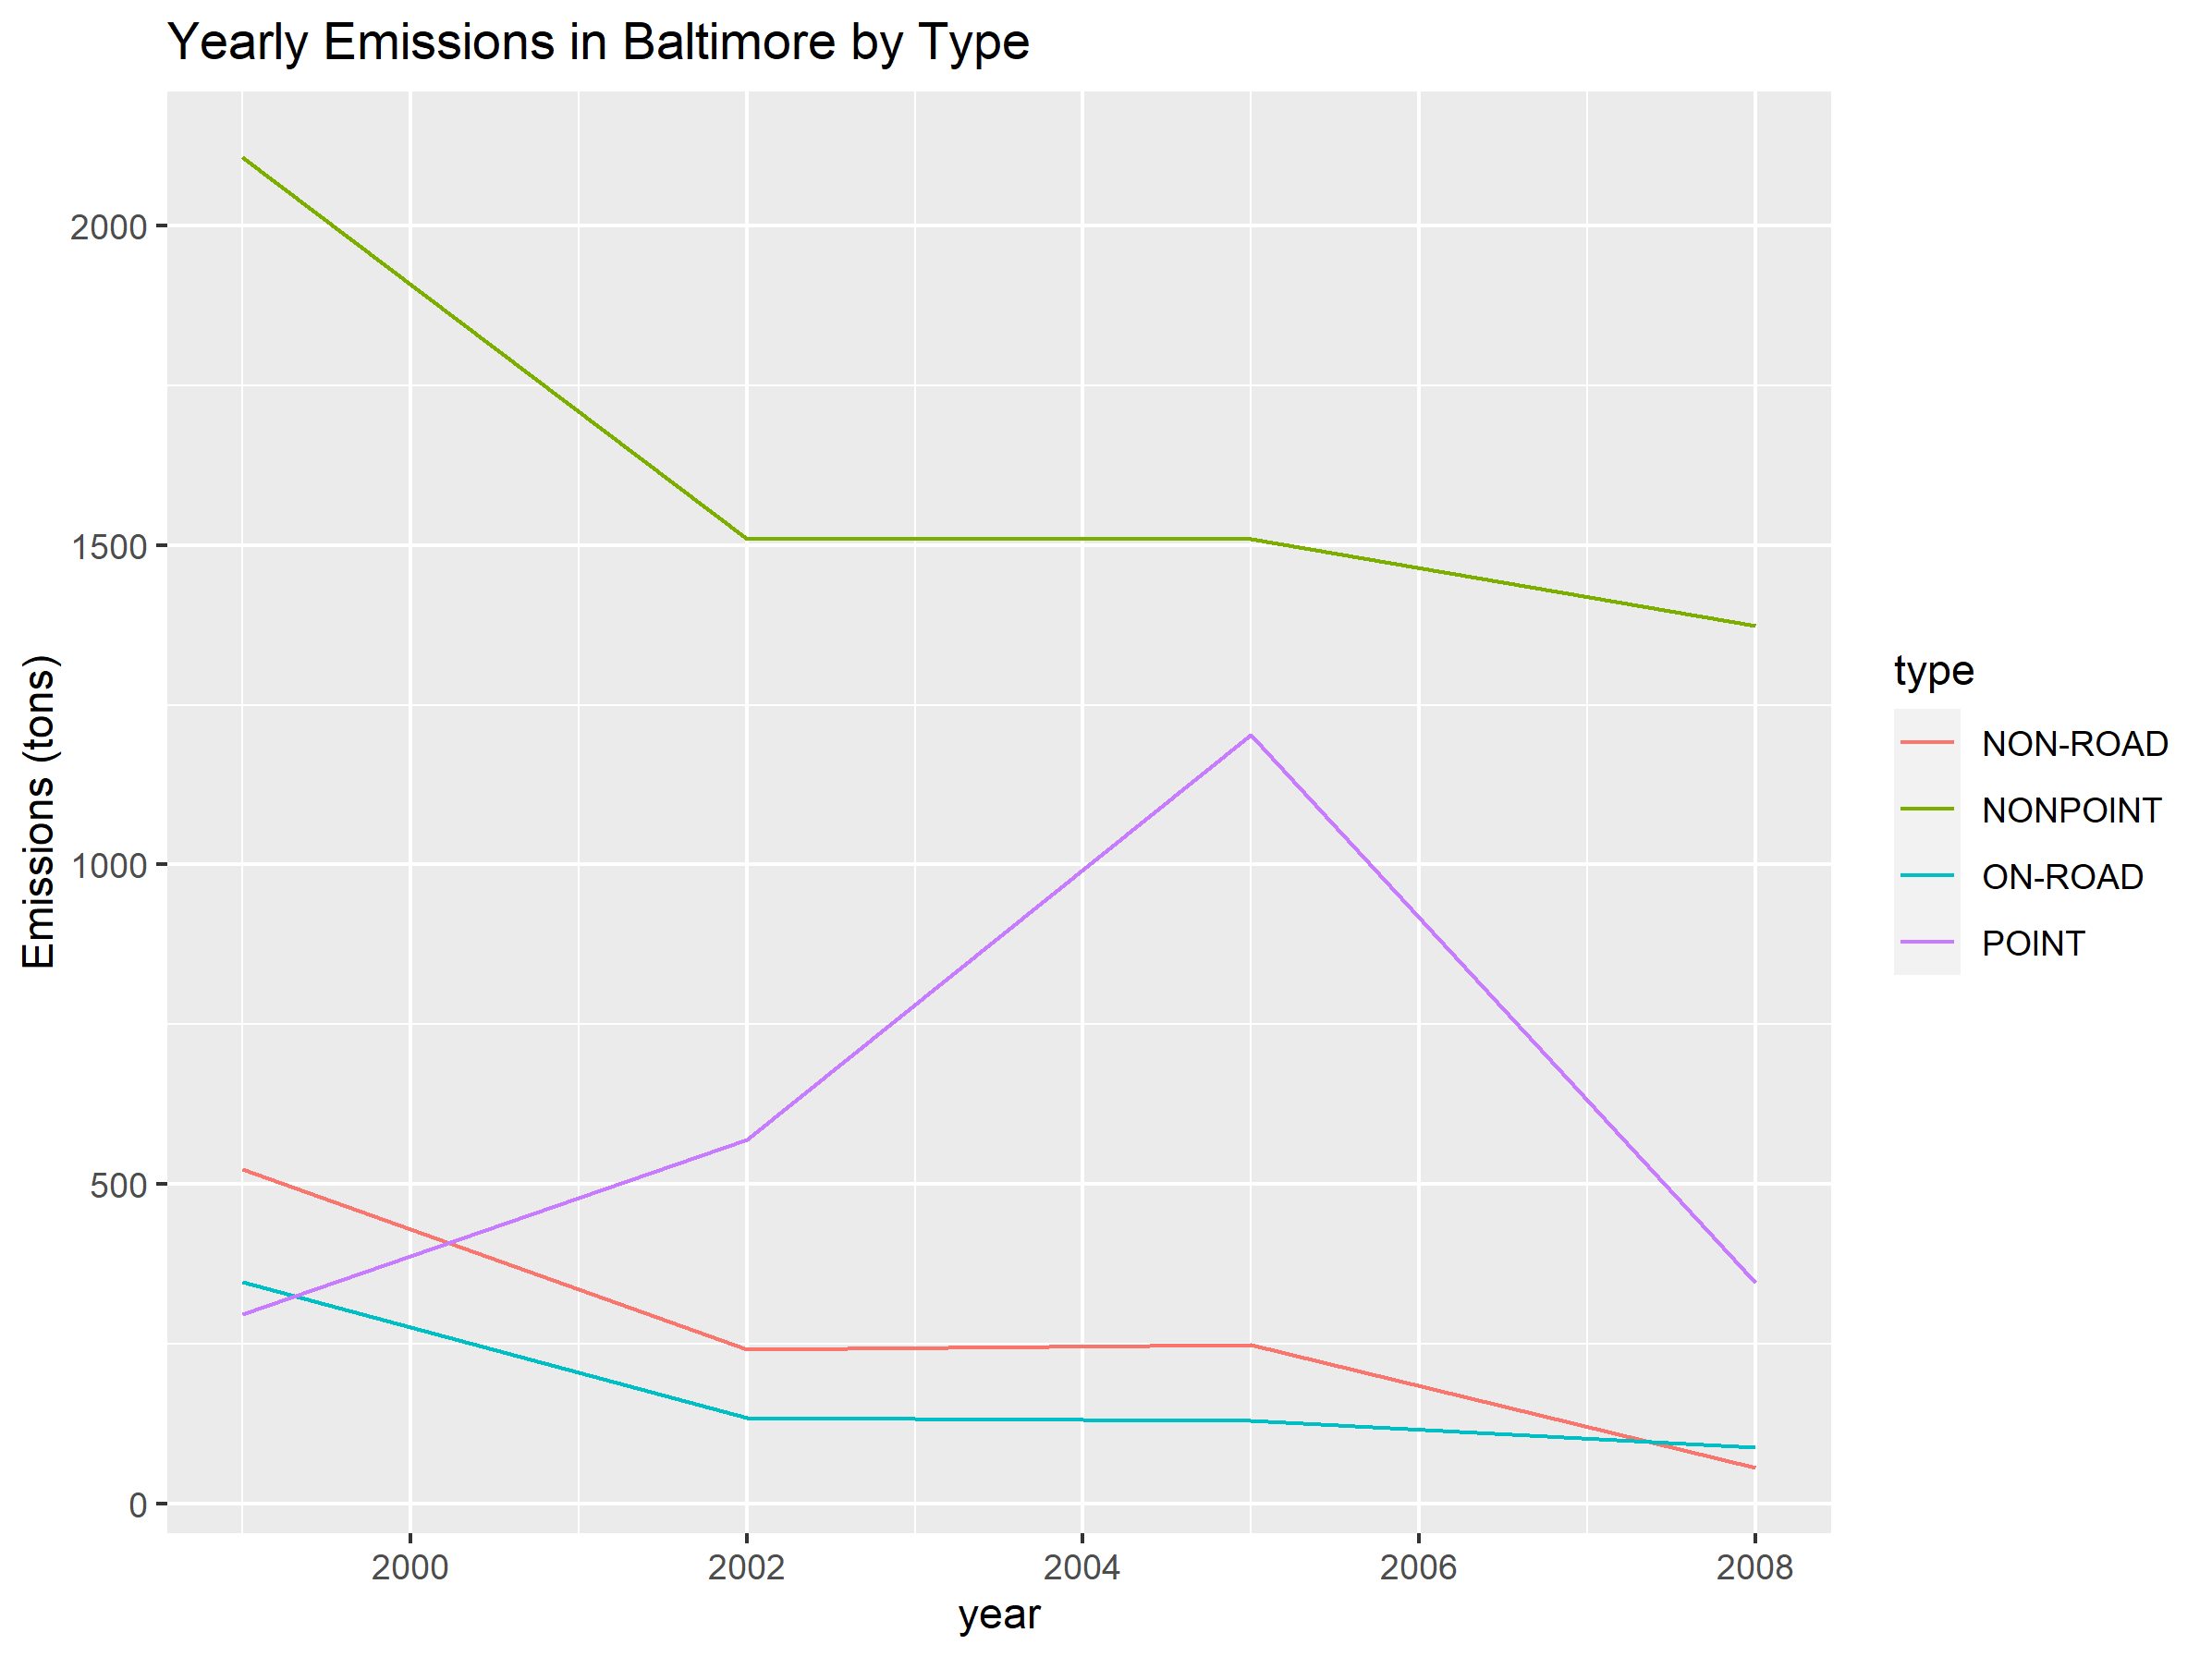 Yearly Emissions in Baltimore by Type
Emissions (tons)
2000
1500
1000
500
0
2000
2002
2004
2006
2008
year
type
NON-ROAD
NONPOINT
ON-ROAD
POINT